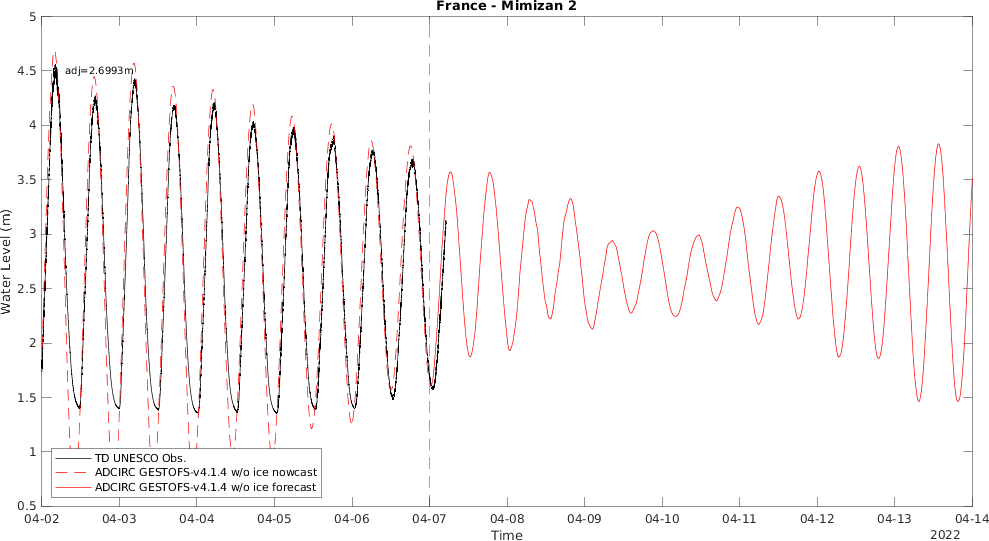 France - Mimizan 2
5
4.5
4
3.5
3
2.5
2
1.5
1
0.5
Water Level (m)
adj=2.6993m
TD UNESCO Obs.
ADCIRC GESTOFS-v4.1.4 w/o ice nowcast
ADCIRC GESTOFS-v4.1.4 w/o ice forecast
04-02 04-03 04-04 04-05 04-06 04-07 04-08 04-09 04-10 04-11 04-12 04-13 04-14
Time
2022